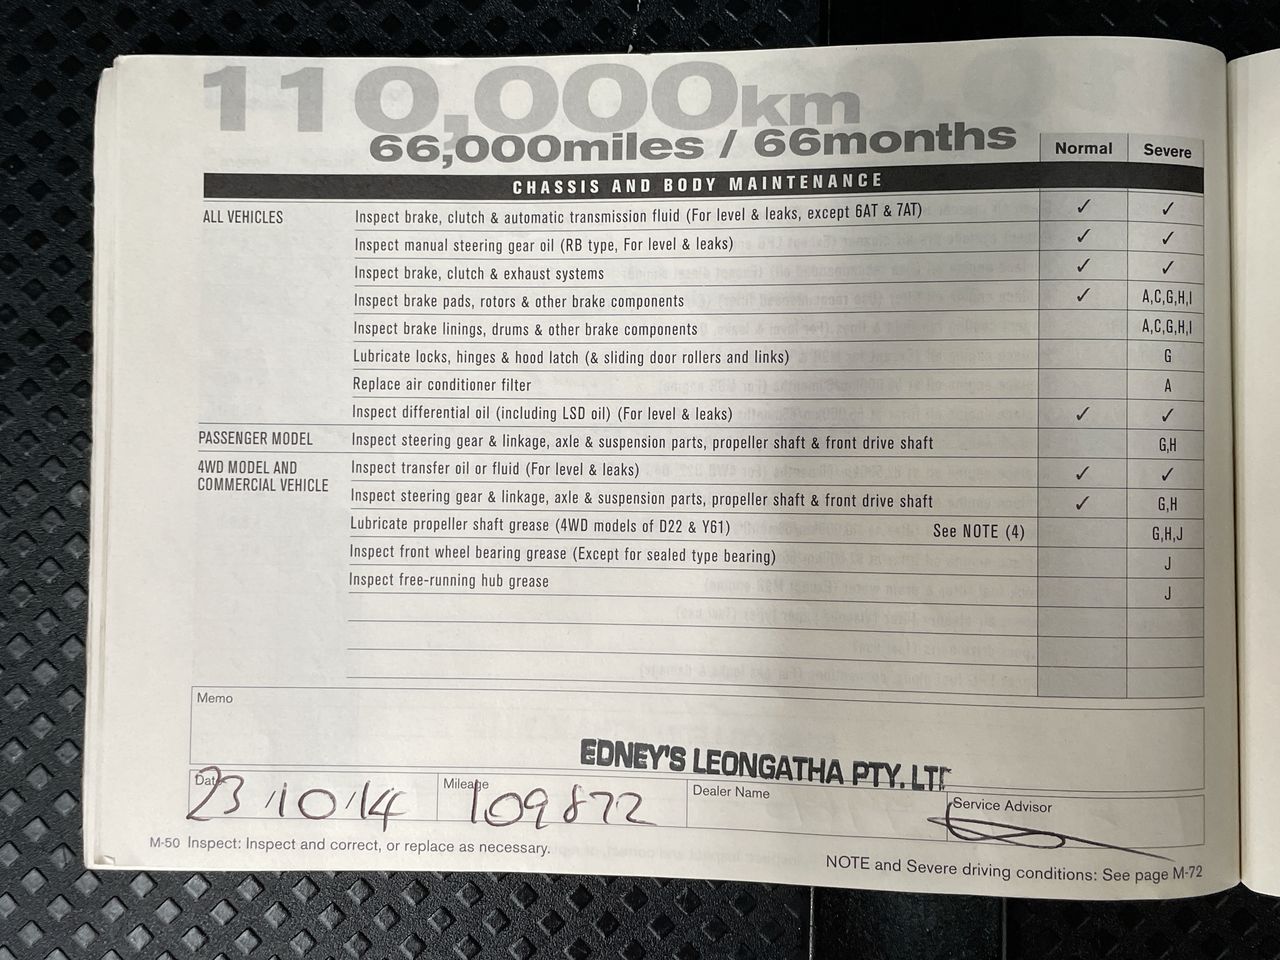 110,000km
66,000miles / 66months
Normal Severe
CHASSIS AND BODY MAINTENANCE
ALL VEHICLES Inspect brake, clutch & automatic transmission fluid (For level & leaks, except 6AT & 7AT) ✓ ✓
Inspect manual steering gear oil (RB type, For level & leaks) ✓ ✓
Inspect brake, clutch & exhaust systems ✓ ✓
Inspect brake pads, rotors & other brake components ✓ A,C,G,H,I
Inspect brake linings, drums & other brake components A,C,G,H,I
Lubricate locks, hinges & hood latch (& sliding door rollers and links) G
Replace air conditioner filter A
Inspect differential oil (including LSD oil) (For level & leaks) ✓ ✓
PASSENGER MODEL Inspect steering gear & linkage, axle & suspension parts, propeller shaft & front drive shaft G,H
4WD MODEL AND Inspect transfer oil or fluid (For level & leaks) ✓ ✓
COMMERCIAL VEHICLE Inspect steering gear & linkage, axle & suspension parts, propeller shaft & front drive shaft ✓ G,H
Lubricate propeller shaft grease (4WD models of D22 & Y61) See NOTE (4) G,H,J
Inspect front wheel bearing grease (Except for sealed type bearing) J
Inspect free-running hub grease J
Memo
EDNEY'S LEONGATHA PTY. LTD
Date Mileage Dealer Name Service Advisor
23/10/14 109872
M-50 Inspect: Inspect and correct, or replace as necessary.
NOTE and Severe driving conditions: See page M-72